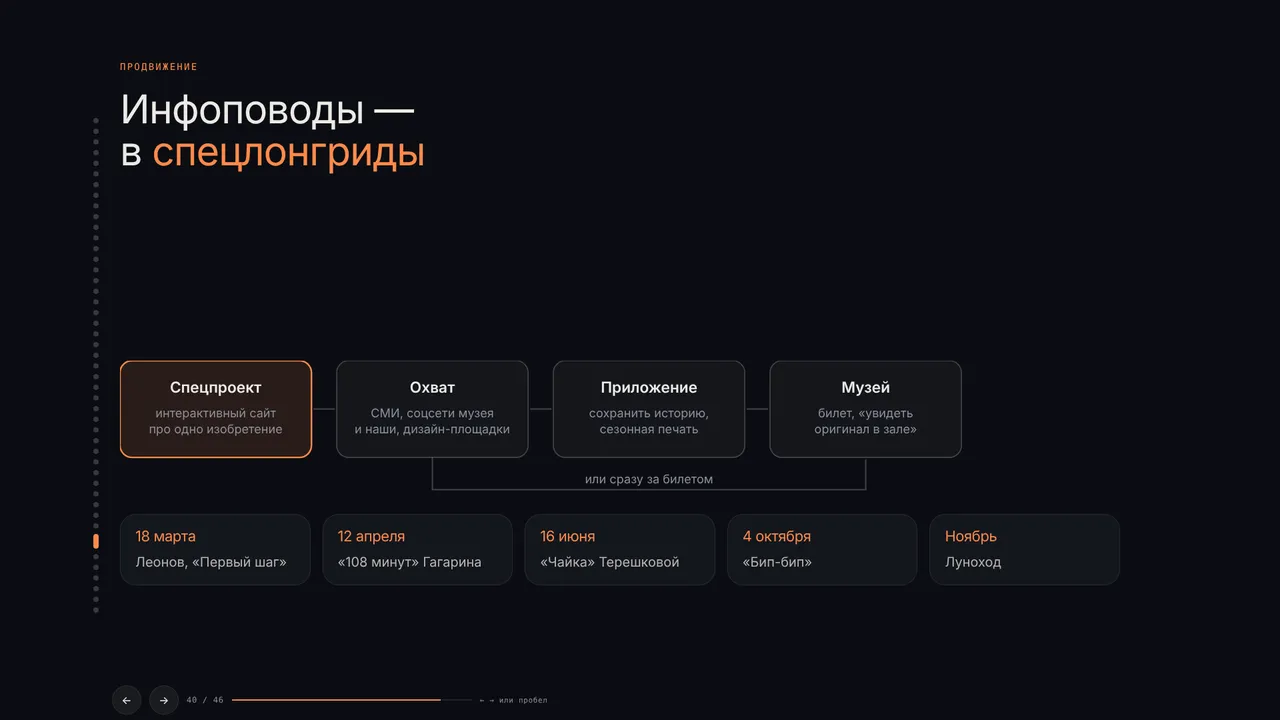 ПРОДВИЖЕНИЕ
Инфоповоды —
в спецлонгриды
Спецпроект
интерактивный сайт
про одно изобретение
Охват
СМИ, соцсети музея
и наши, дизайн-площадки
Приложение
сохранить историю,
сезонная печать
Музей
билет, «увидеть
оригинал в зале»
или сразу за билетом
18 марта
Леонов, «Первый шаг»
12 апреля
«108 минут» Гагарина
16 июня
«Чайка» Терешковой
4 октября
«Бип-бип»
Ноябрь
Луноход
← → 40 / 46 ← → или пробел